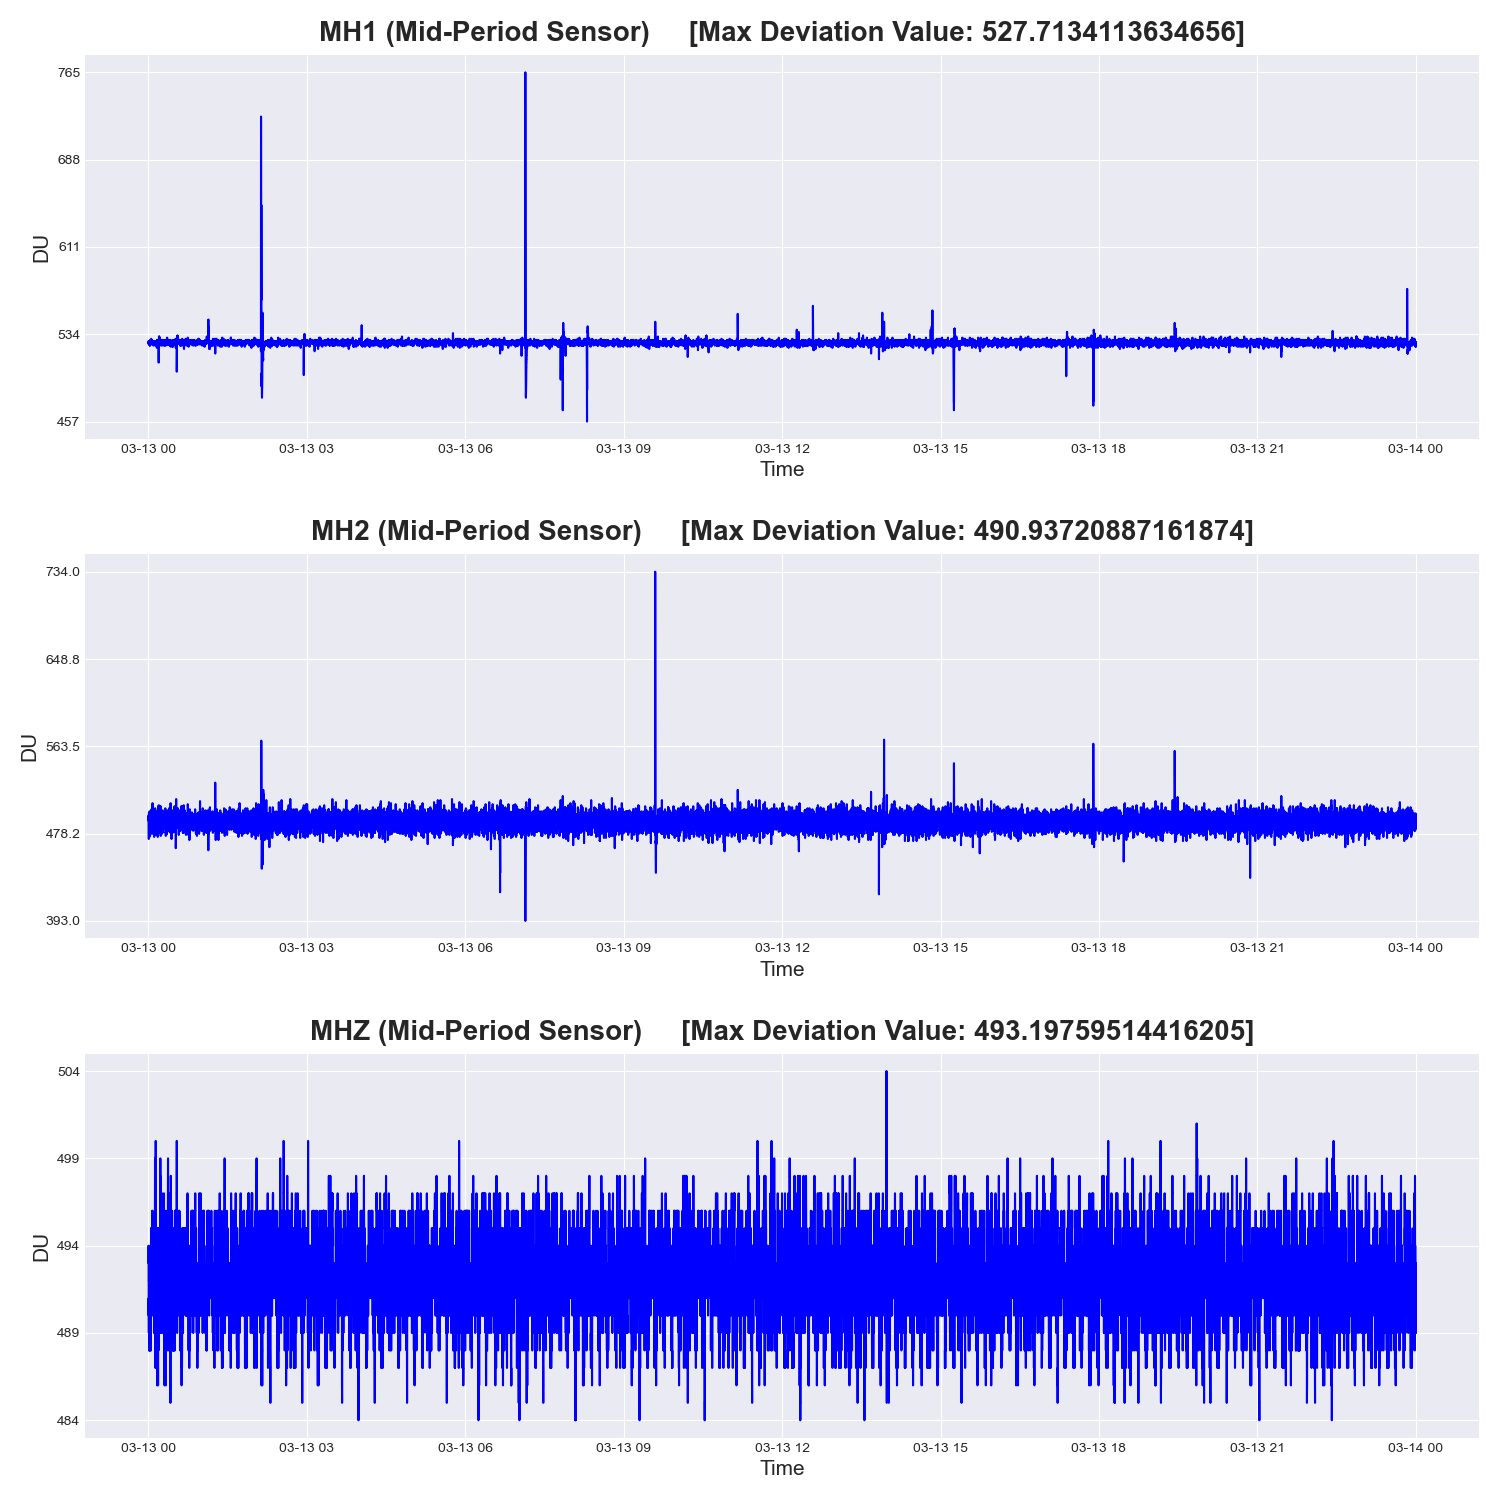 MH1 (Mid-Period Sensor) [Max Deviation Value: 527.7134113634656]
765
688
611
534
457
DU
03-13 00 03-13 03 03-13 06 03-13 09 03-13 12 03-13 15 03-13 18 03-13 21 03-14 00
Time
MH2 (Mid-Period Sensor) [Max Deviation Value: 490.93720887161874]
734.0
648.8
563.5
478.2
393.0
DU
03-13 00 03-13 03 03-13 06 03-13 09 03-13 12 03-13 15 03-13 18 03-13 21 03-14 00
Time
MHZ (Mid-Period Sensor) [Max Deviation Value: 493.19759514416205]
504
499
494
489
484
DU
03-13 00 03-13 03 03-13 06 03-13 09 03-13 12 03-13 15 03-13 18 03-13 21 03-14 00
Time